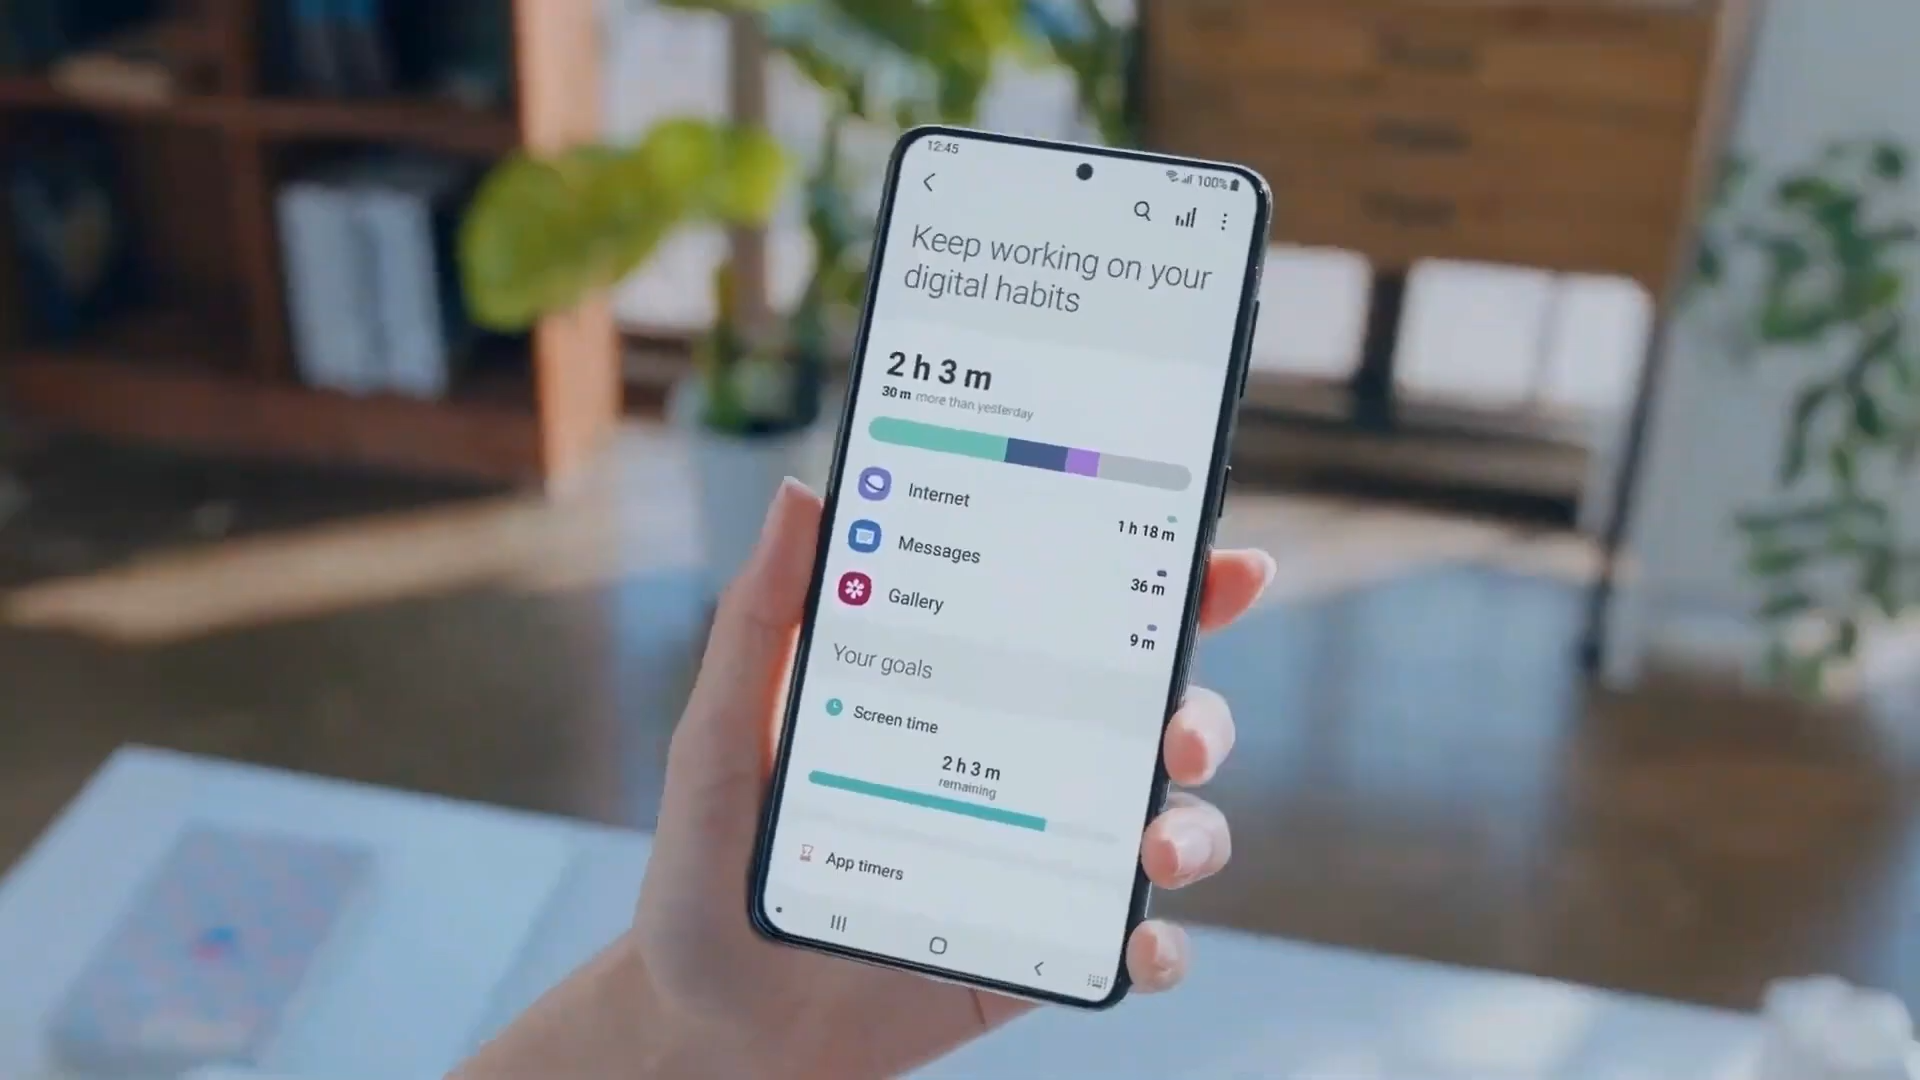 12:45
100%
Keep working on your
digital habits
2 h 3 m
30 m more than yesterday
Internet
1 h 18 m
Messages
36 m
Gallery
9 m
Your goals
Screen time
2 h 3 m
remaining
App timers